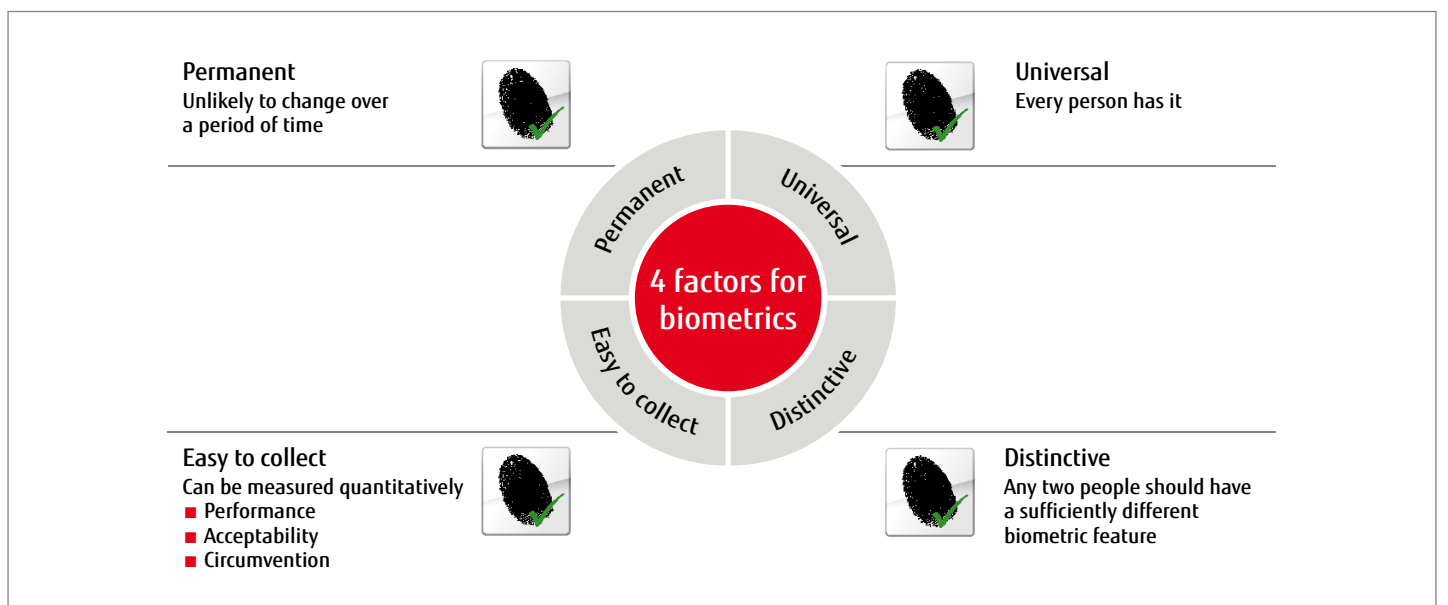 Permanent
Unlikely to change over
a period of time
Universal
Every person has it
Permanent
Universal
4 factors for
biometrics
Easy to collect
Distinctive
Easy to collect
Can be measured quantitatively
■ Performance
■ Acceptability
■ Circumvention
Distinctive
Any two people should have
a sufficiently different
biometric feature